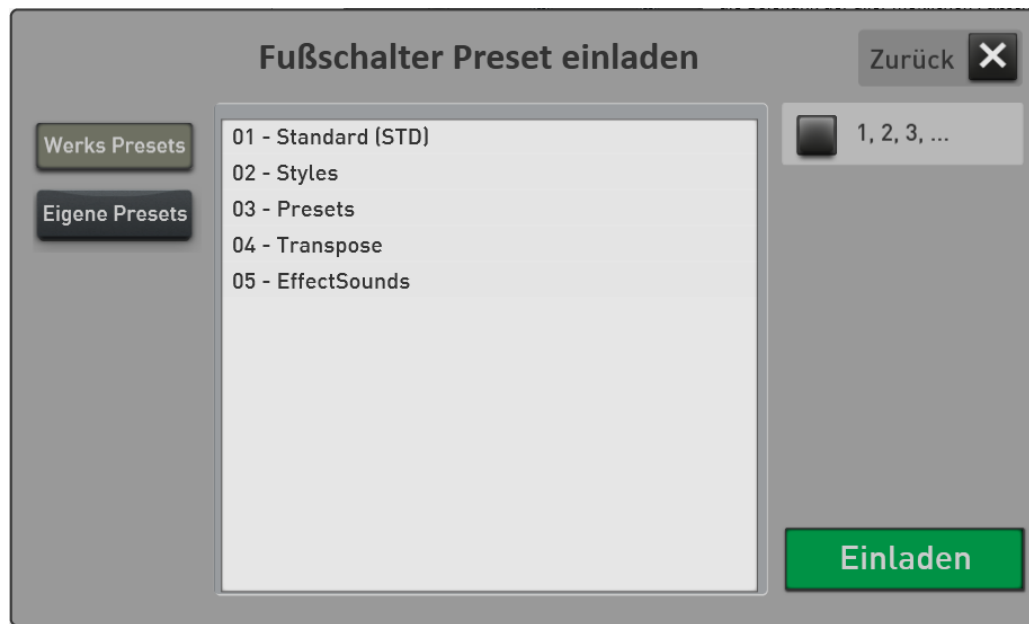 Fußschalter Preset einladen
Zurück
Werks Presets
Eigene Presets
01 - Standard (STD)
02 - Styles
03 - Presets
04 - Transpose
05 - EffectSounds
1, 2, 3, ...
Einladen